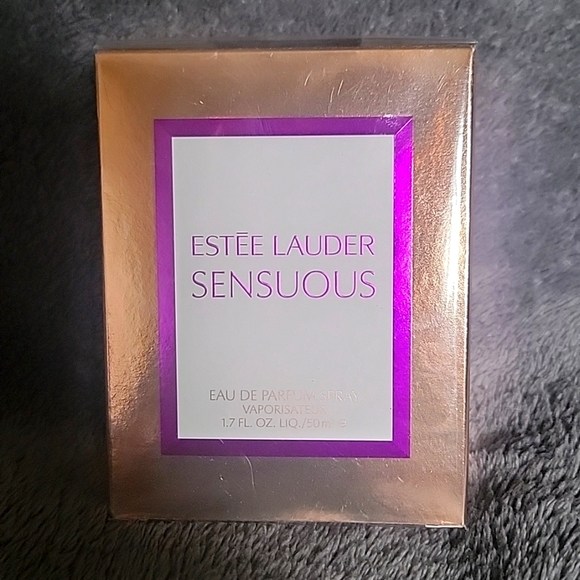 ESTĒE LAUDER
SENSUOUS
EAU DE PARFUM SPRAY
VAPORISATEUR
1.7 FL. OZ. LIQ./50 ml ℮